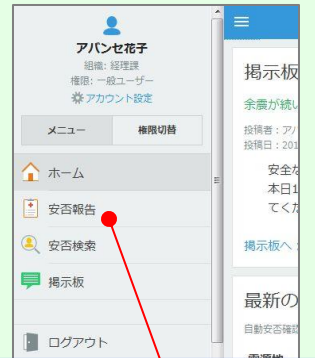 アバンセ花子
組織: 経理課
権限: 一般ユーザー
アカウント設定
メニュー
権限切替
ホーム
安否報告
安否検索
掲示板
ログアウト
掲示板
余震が続い
投稿者：アバ
投稿日：201
安全な
本日1
てくだ
掲示板へ
最新の
自動安否確認